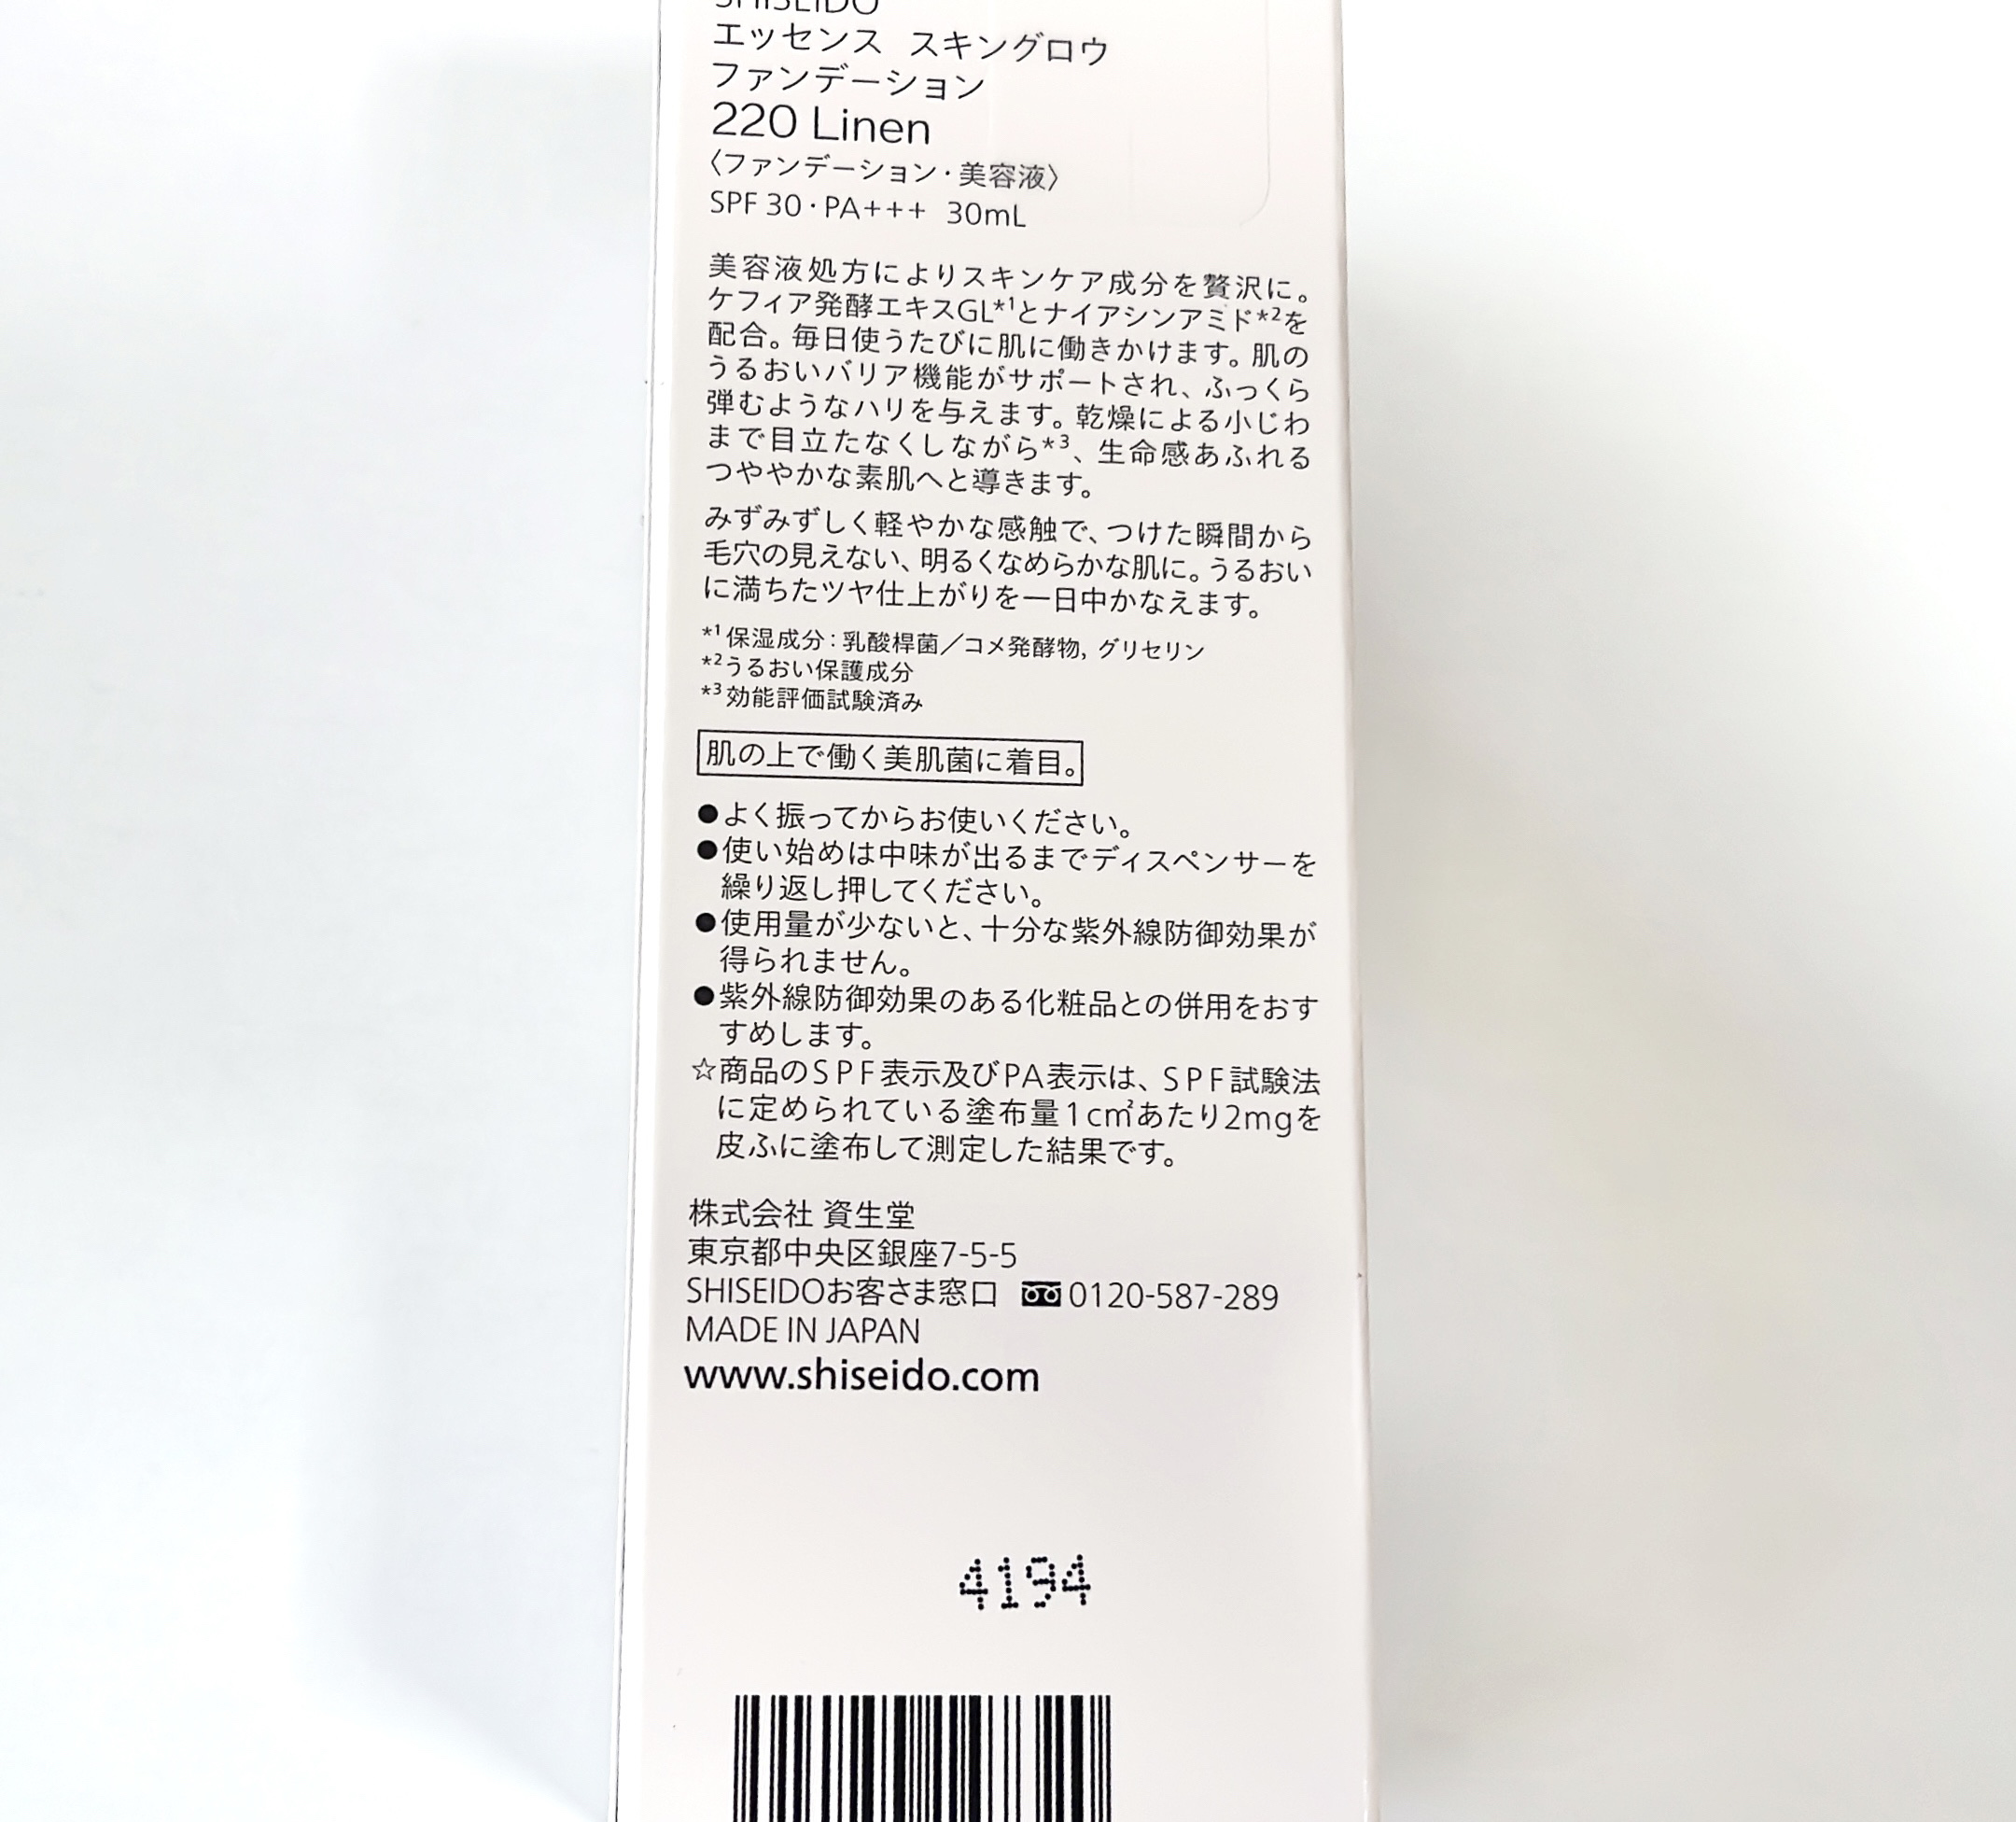 SHISEIDO
エッセンス スキングロウ
ファンデーション
220 Linen
〈ファンデーション・美容液〉
SPF 30・PA+++ 30mL
美容液処方によりスキンケア成分を贅沢に。
ケフィア発酵エキスGL*1とナイアシンアミド*2を
配合。毎日使うたびに肌に働きかけます。肌の
うるおいバリア機能がサポートされ、ふっくら
弾むようなハリを与えます。乾燥による小じわ
まで目立たなくしながら*3、生命感あふれる
つややかな素肌へと導きます。
みずみずしく軽やかな感触で、つけた瞬間から
毛穴の見えない、明るくなめらかな肌に。うるおい
に満ちたツヤ仕上がりを一日中かなえます。
*1保湿成分：乳酸桿菌／コメ発酵物, グリセリン
*2うるおい保護成分
*3効能評価試験済み
肌の上で働く美肌菌に着目。
●よく振ってからお使いください。
●使い始めは中味が出るまでディスペンサーを
繰り返し押してください。
●使用量が少ないと、十分な紫外線防御効果が
得られません。
●紫外線防御効果のある化粧品との併用をおす
すめします。
☆商品のSPF表示及びPA表示は、SPF試験法
に定められている塗布量1c㎡あたり2mgを
皮ふに塗布して測定した結果です。
株式会社 資生堂
東京都中央区銀座7-5-5
SHISEIDOお客さま窓口 0120-587-289
MADE IN JAPAN
www.shiseido.com
4194